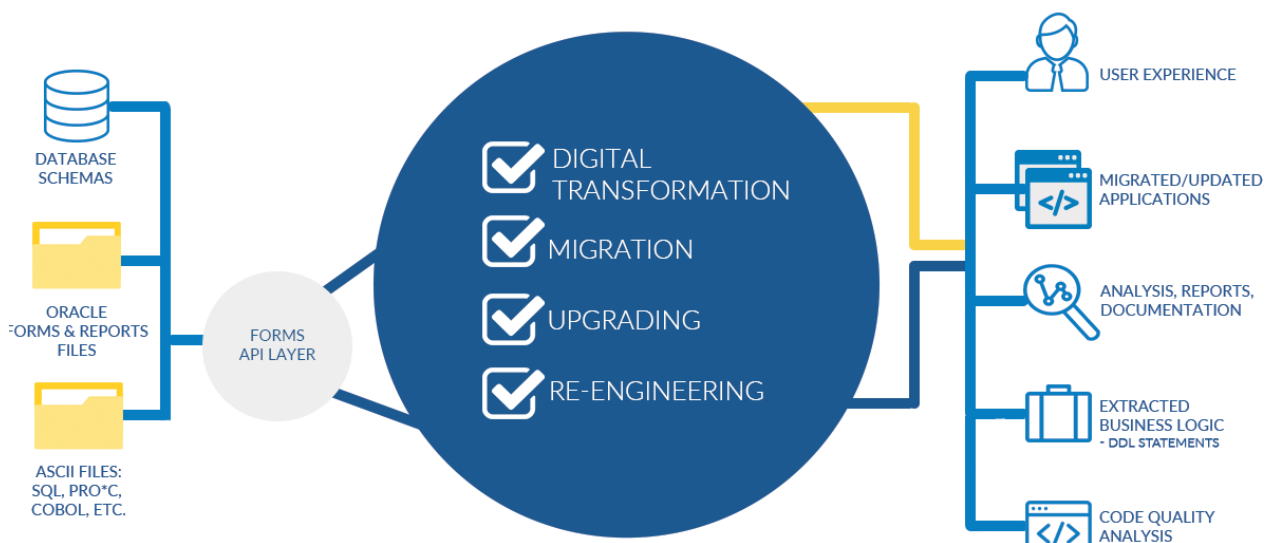 DATABASE
SCHEMAS
ORACLE
FORMS & REPORTS
FILES
ASCII FILES:
SQL, PRO*C,
COBOL, ETC.
FORMS
API LAYER
DIGITAL
TRANSFORMATION
MIGRATION
UPGRADING
RE-ENGINEERING
USER EXPERIENCE
</>
MIGRATED/UPDATED
APPLICATIONS
ANALYSIS, REPORTS,
DOCUMENTATION
EXTRACTED
BUSINESS LOGIC
- DDL STATEMENTS
</>
CODE QUALITY
ANALYSIS